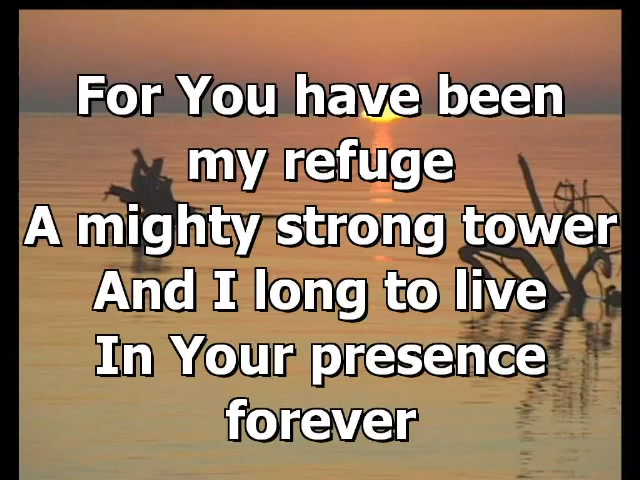 For You have been
my refuge
A mighty strong tower
And I long to live
In Your presence
forever